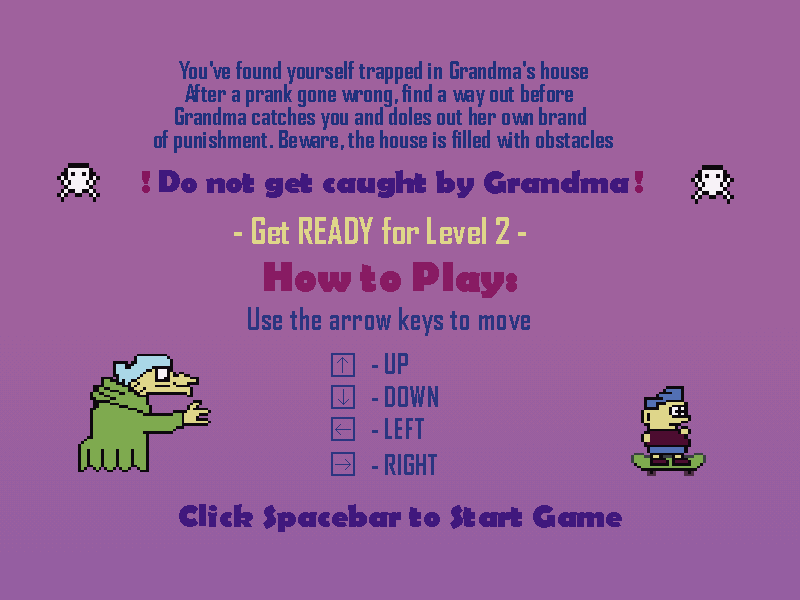 You've found yourself trapped in Grandma's house
After a prank gone wrong, find a way out before
Grandma catches you and doles out her own brand
of punishment. Beware, the house is filled with obstacles
! Do not get caught by Grandma !
- Get READY for Level 2 -
How to Play:
Use the arrow keys to move
↑ - UP
↓ - DOWN
← - LEFT
→ - RIGHT
Click Spacebar to Start Game